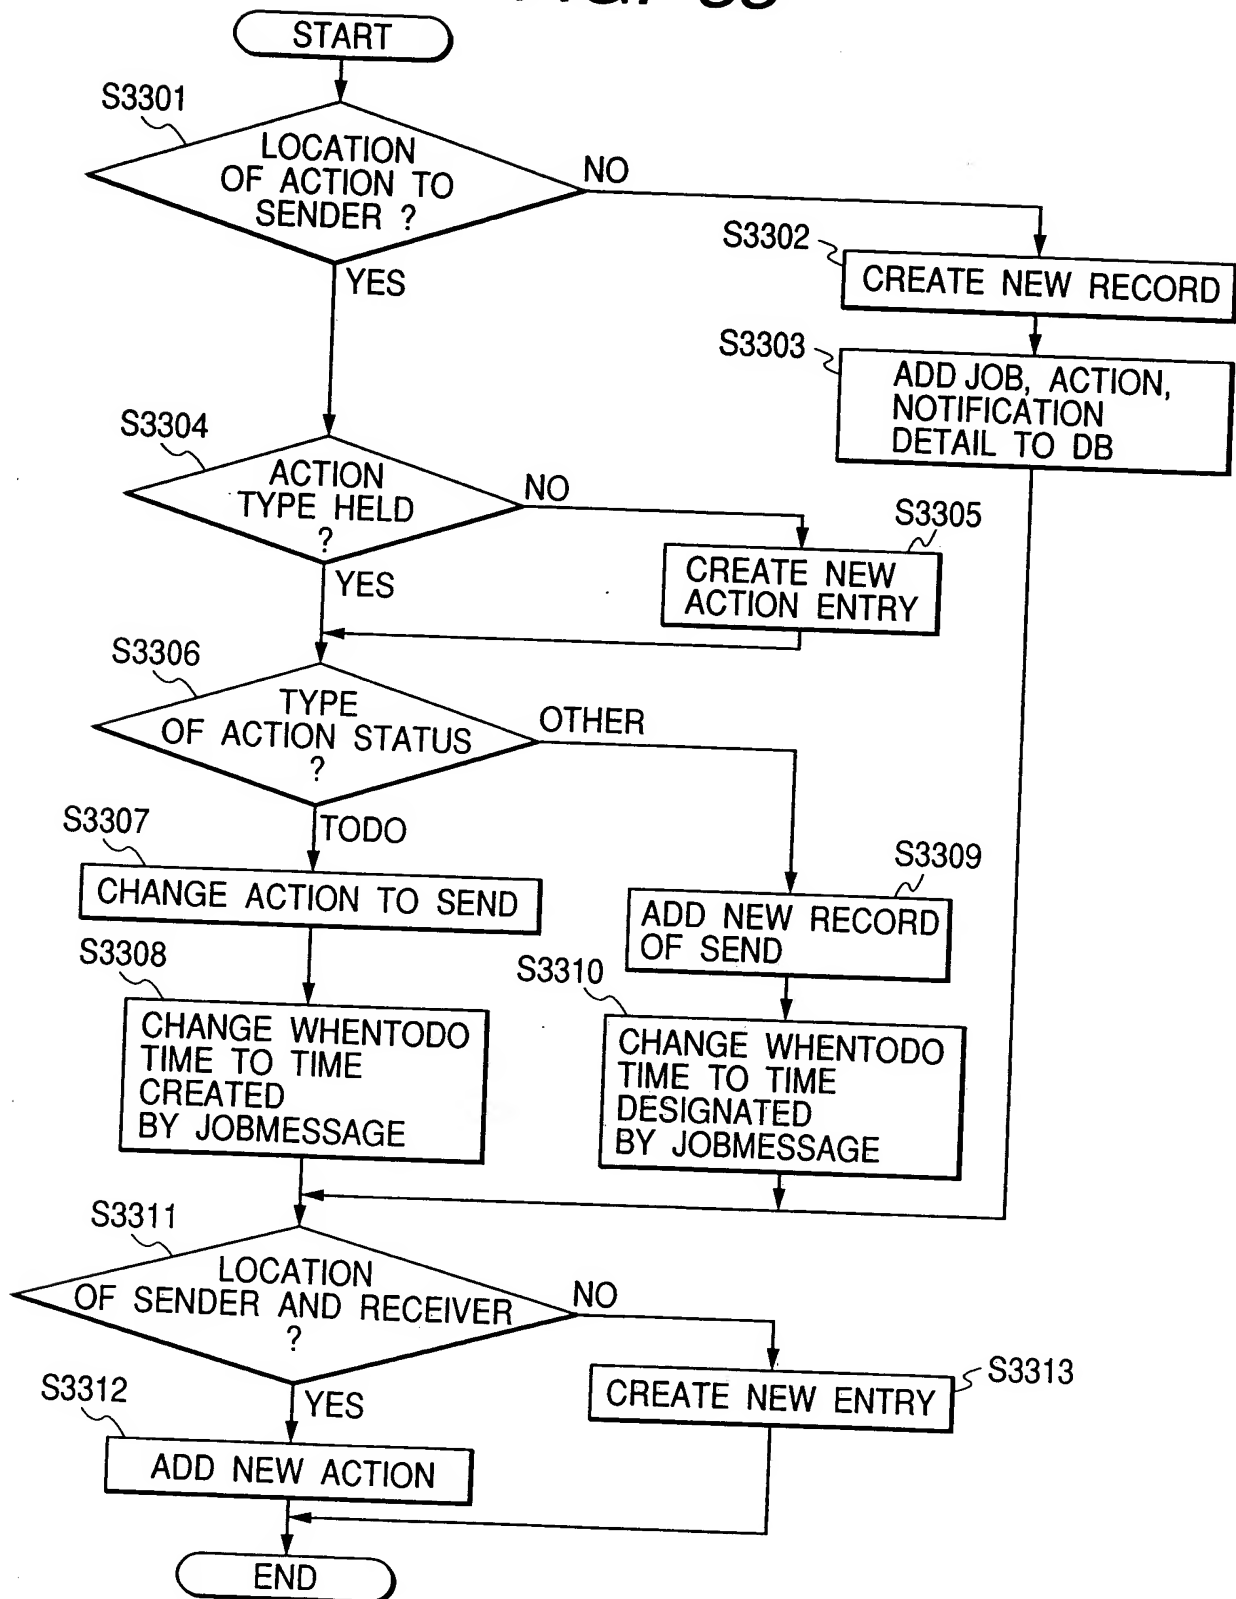 START
S3301
LOCATION
OF ACTION TO
SENDER ?
NO
YES
S3302
CREATE NEW RECORD
S3303
ADD JOB, ACTION,
NOTIFICATION
DETAIL TO DB
S3304
ACTION
TYPE HELD
?
NO
YES
S3305
CREATE NEW
ACTION ENTRY
S3306
TYPE
OF ACTION STATUS
?
OTHER
TODO
S3307
CHANGE ACTION TO SEND
S3308
CHANGE WHENTODO
TIME TO TIME
CREATED
BY JOBMESSAGE
S3309
ADD NEW RECORD
OF SEND
S3310
CHANGE WHENTODO
TIME TO TIME
DESIGNATED
BY JOBMESSAGE
S3311
LOCATION
OF SENDER AND RECEIVER
?
NO
YES
S3312
ADD NEW ACTION
S3313
CREATE NEW ENTRY
END